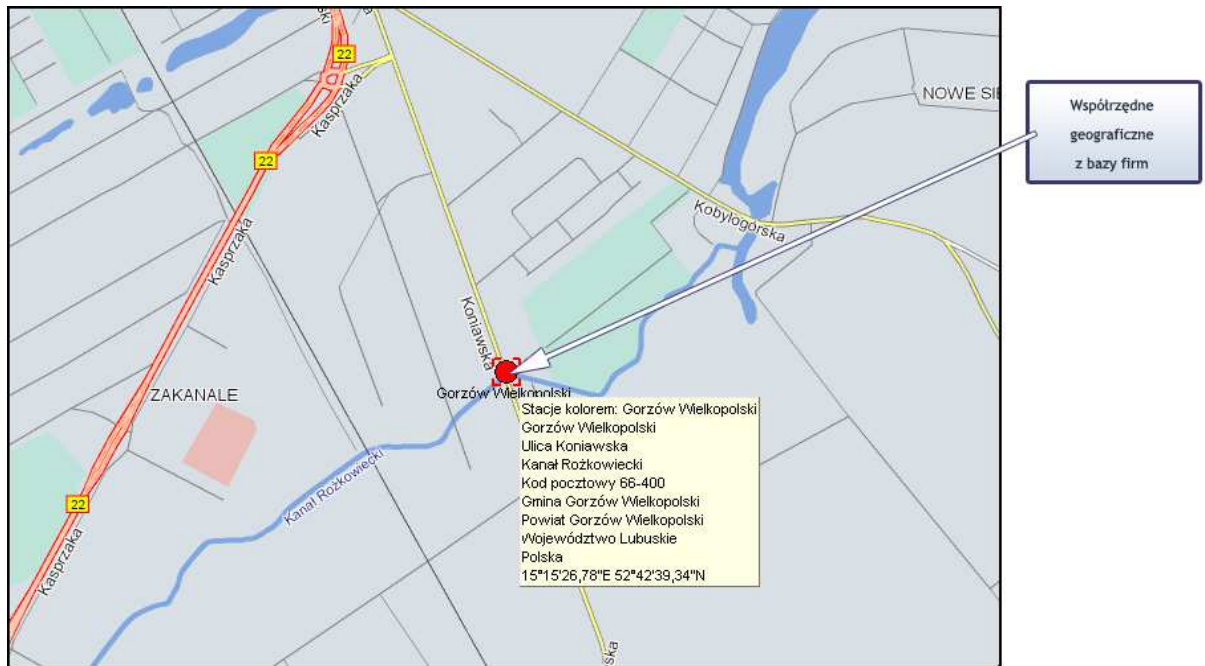 ski
22
Kasprzaka
22
NOWE SIE
Współrzędne
geograficzne
z bazy firm
Kobylogórska
Kasprzaka
Koniawska
ZAKANALE
Gorzów Wielkopolski
Stacje kolorem: Gorzów Wielkopolski
Gorzów Wielkopolski
Ulica Koniawska
Kanał Rożkowiecki
Kod pocztowy 66-400
Gmina Gorzów Wielkopolski
Powiat Gorzów Wielkopolski
Województwo Lubuskie
Polska
15°15'26,78"E 52°42'39,34"N
Kanał Rożkowiecki
22
Kasprzaka
ska